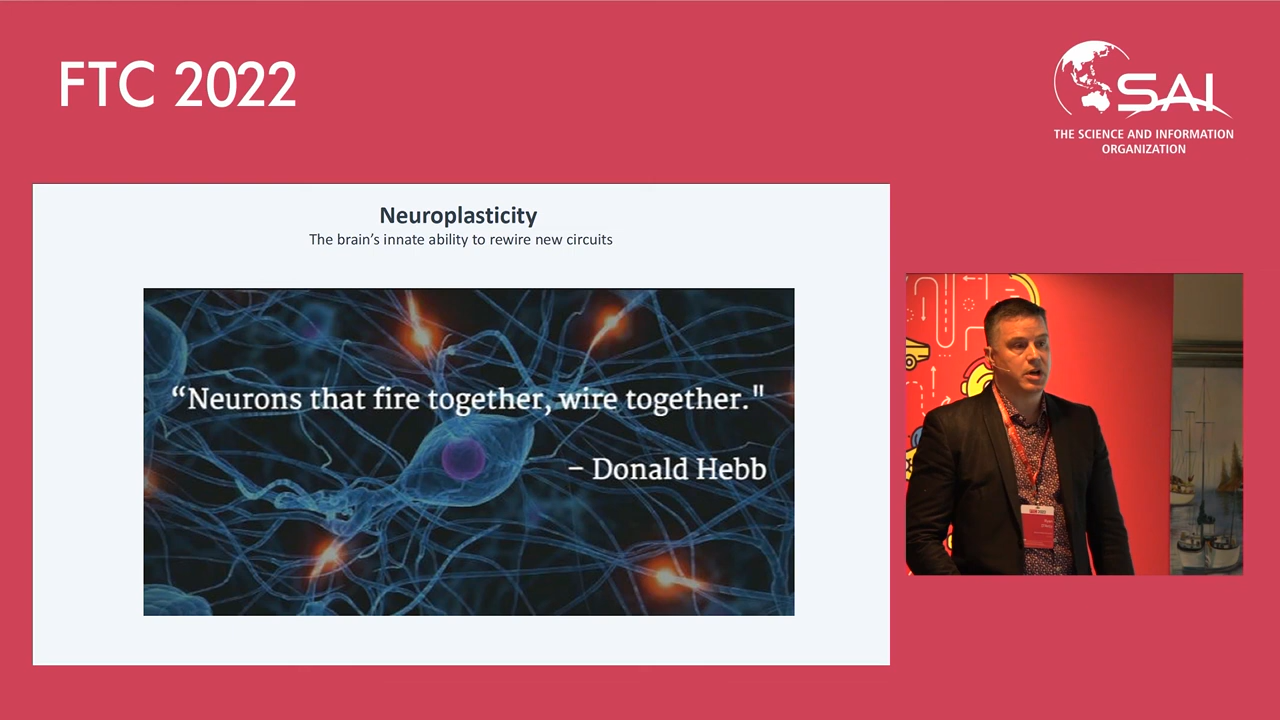 FTC 2022
SAI
THE SCIENCE AND INFORMATION
ORGANIZATION
Neuroplasticity
The brain’s innate ability to rewire new circuits
“Neurons that fire together, wire together."
– Donald Hebb